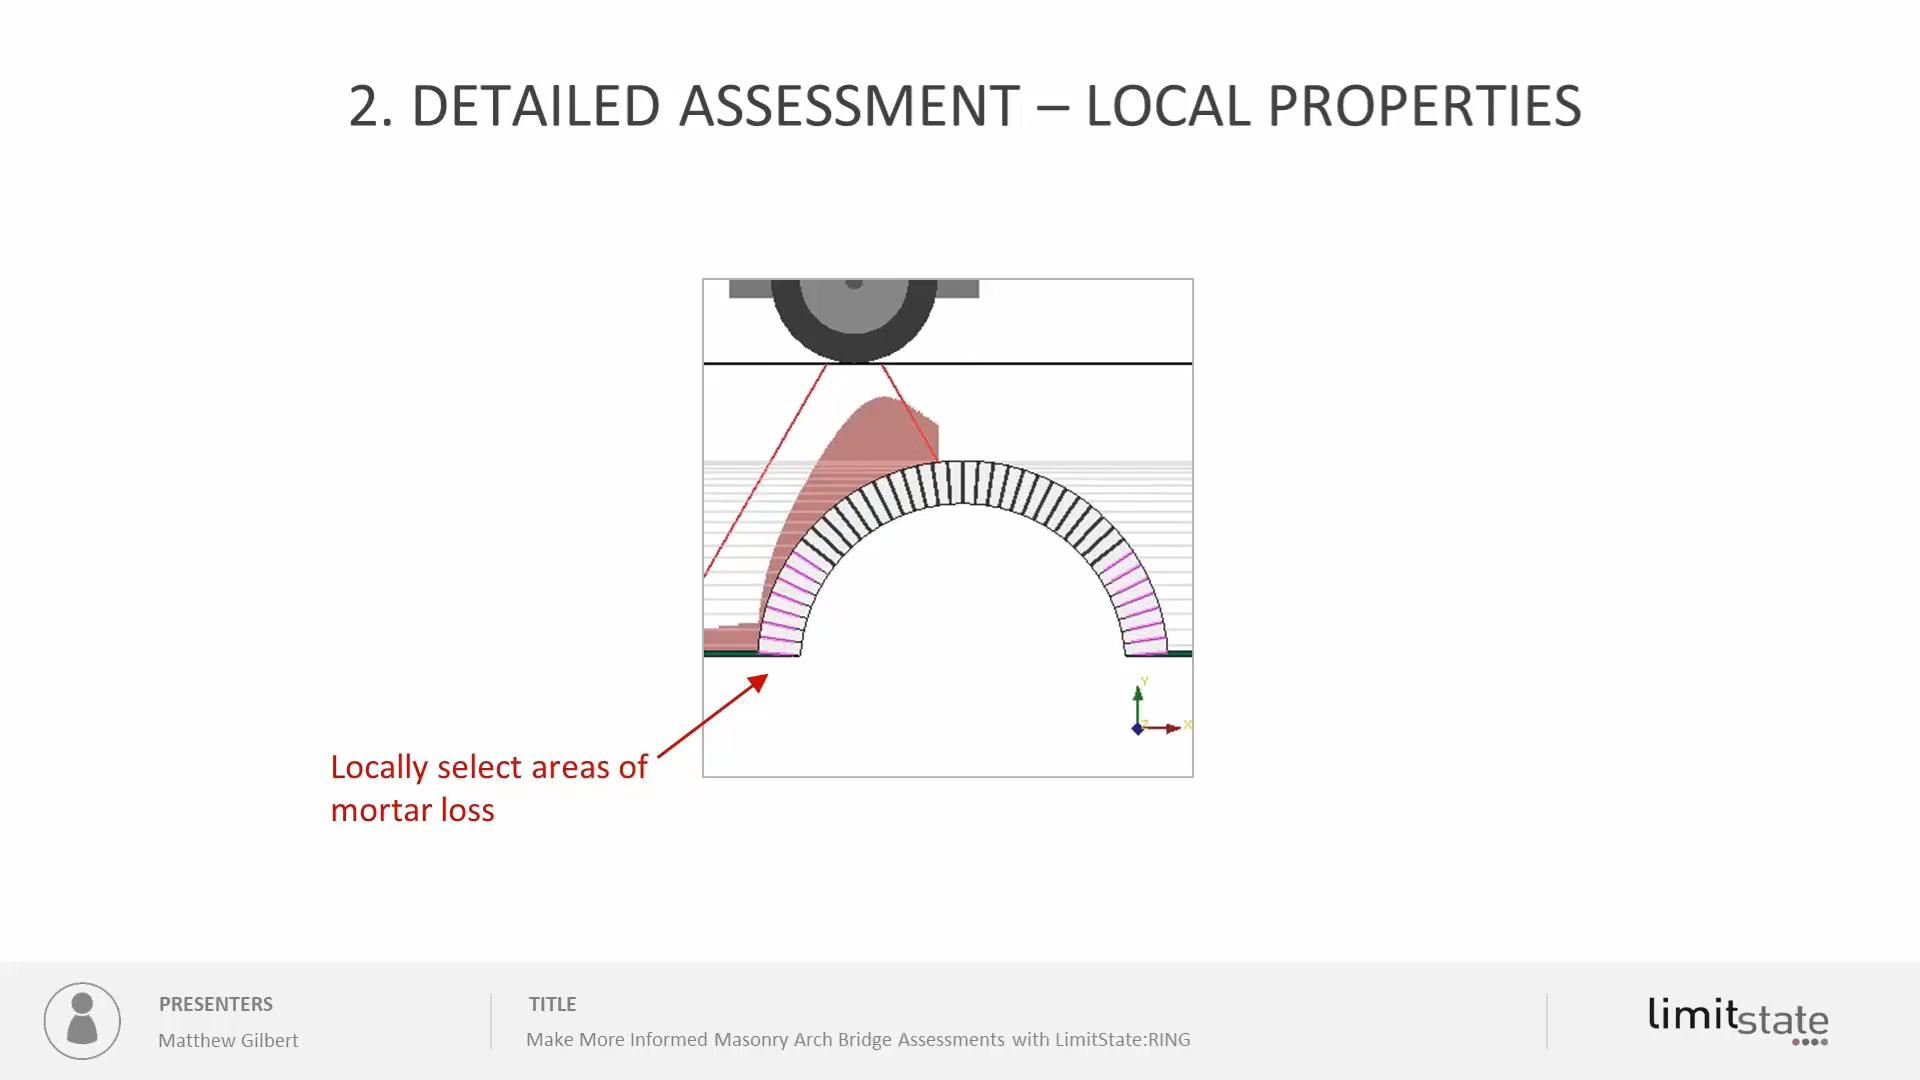 2. DETAILED ASSESSMENT – LOCAL PROPERTIES
Y
Z
X
Locally select areas of
mortar loss
PRESENTERS
Matthew Gilbert
TITLE
Make More Informed Masonry Arch Bridge Assessments with LimitState:RING
limitstate